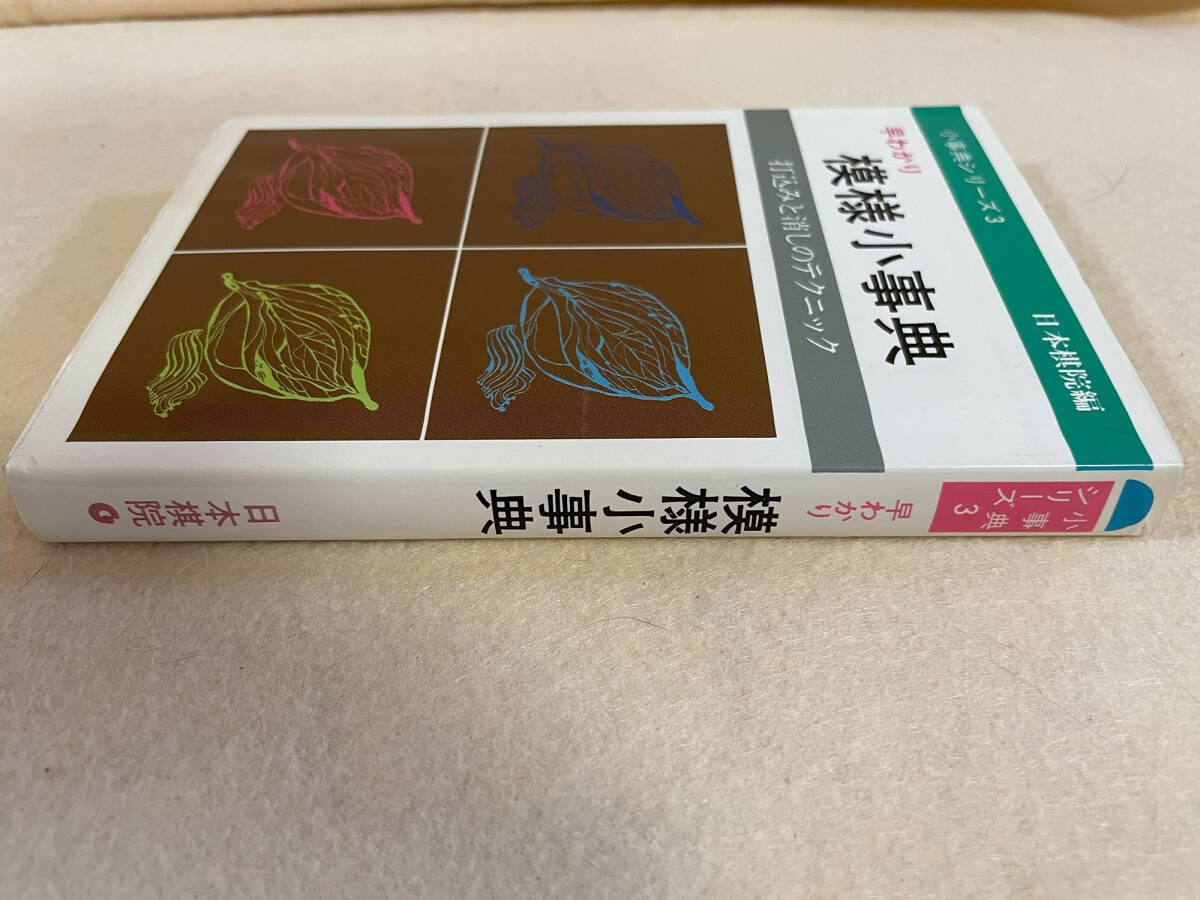 小事典シリーズ3
日本棋院編
早わかり
模様小事典
打込みと消しのテクニック
小事典
シリーズ3
早わかり
模様小事典
日本棋院